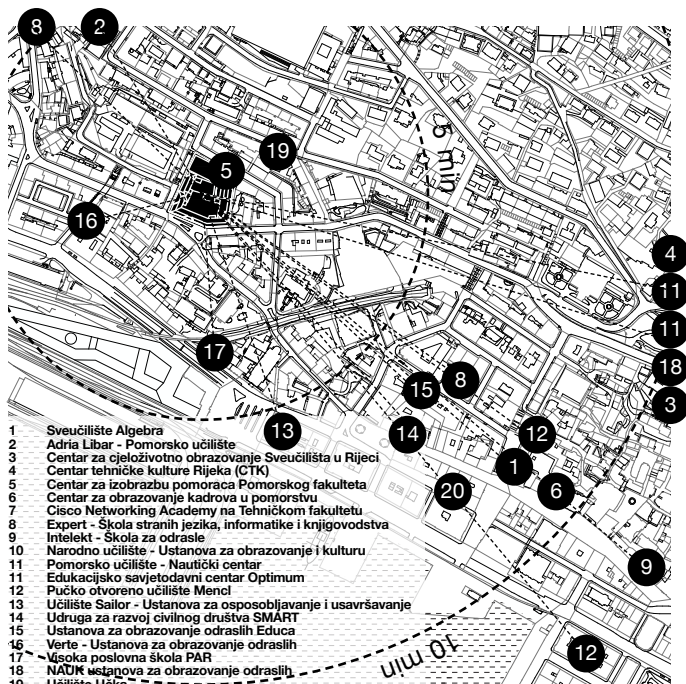 8
2
5
19
16
5 min
4
11
11
18
3
17
15
8
13
14
12
1
20
6
9
12
10 min
1 Sveučilište Algebra
2 Adria Libar - Pomorsko učilište
3 Centar za cjeloživotno obrazovanje Sveučilišta u Rijeci
4 Centar tehničke kulture Rijeka (CTK)
5 Centar za izobrazbu pomoraca Pomorskog fakulteta
6 Centar za obrazovanje kadrova u pomorstvu
7 Cisco Networking Academy na Tehničkom fakultetu
8 Expert - Škola stranih jezika, informatike i knjigovodstva
9 Intelekt - Škola za odrasle
10 Narodno učilište - Ustanova za obrazovanje i kulturu
11 Pomorsko učilište - Nautički centar
11 Edukacijsko savjetodavni centar Optimum
12 Pučko otvoreno učilište Mencl
13 Učilište Sailor - Ustanova za osposobljavanje i usavršavanje
14 Udruga za razvoj civilnog društva SMART
15 Ustanova za obrazovanje odraslih Educa
16 Verte - Ustanova za obrazovanje odraslih
17 Visoka poslovna škola PAR
18 NAUK ustanova za obrazovanje odraslih
19 Učilište Učka